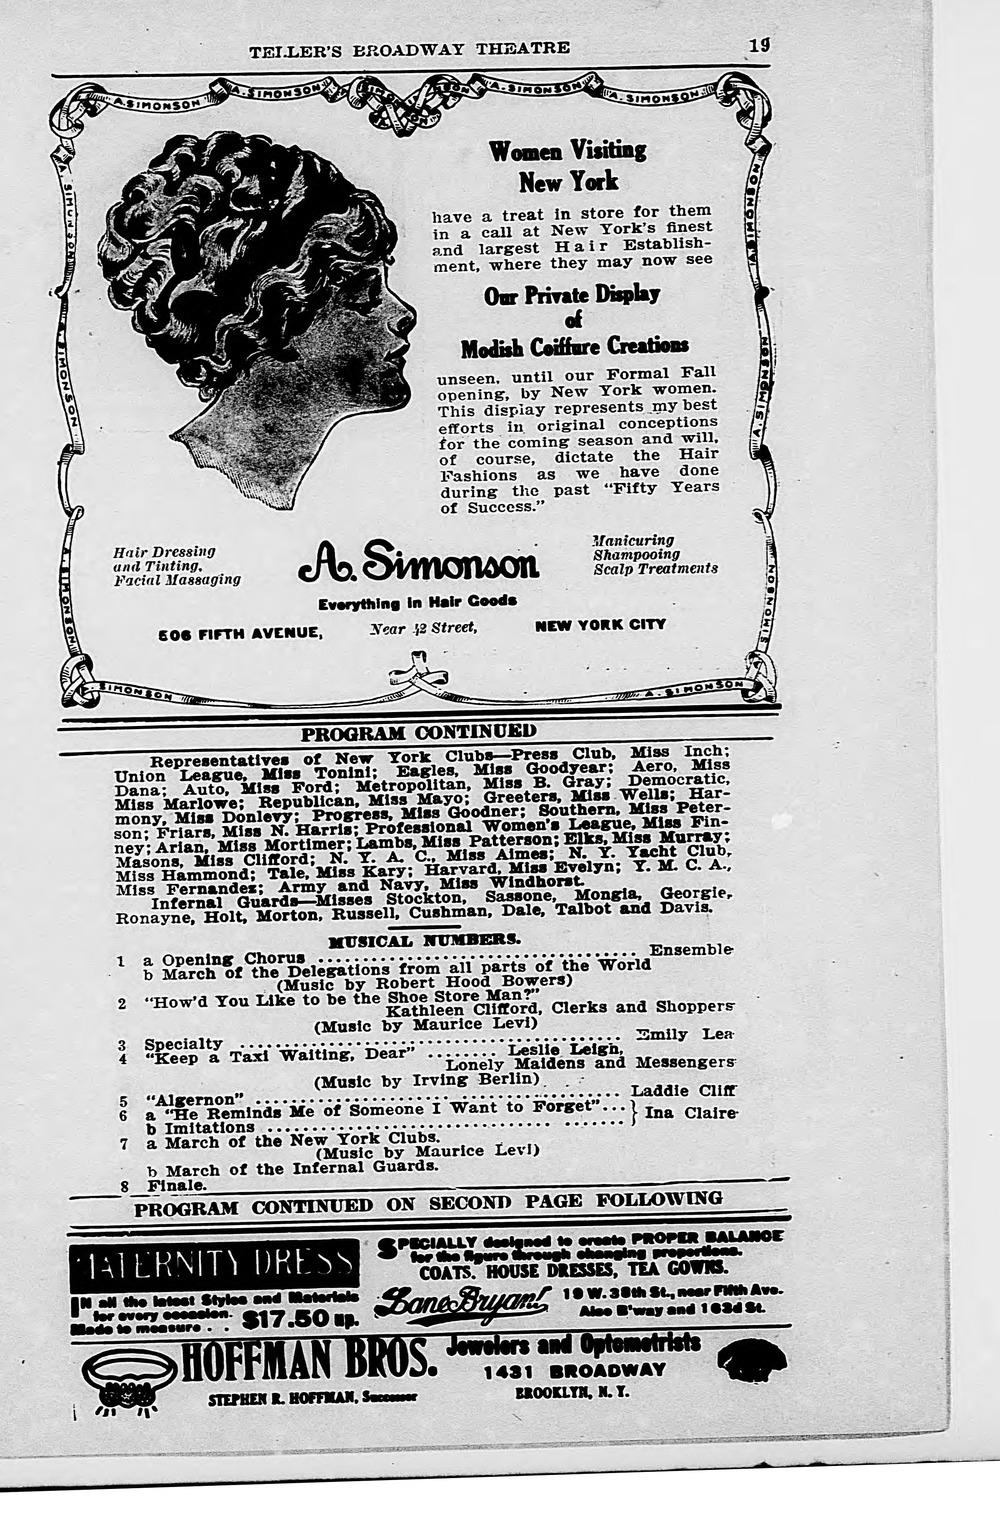 TELLER'S BROADWAY THEATRE
19
A. SIMONSON
A. SIMONSON
A. SIMONSON
A. SIMONSON
Women Visiting
New York
have a treat in store for them
in a call at New York's finest
and largest Hair Establish-
ment, where they may now see
Our Private Display
of
Modish Coiffure Creations
unseen, until our Formal Fall
opening, by New York women.
This display represents my best
efforts in original conceptions
for the coming season and will,
of course, dictate the Hair
Fashions as we have done
during the past "Fifty Years
of Success."
Hair Dressing
and Tinting,
Facial Massaging
A. Simonson
Manicuring
Shampooing
Scalp Treatments
Everything in Hair Goods
506 FIFTH AVENUE, Near 42 Street, NEW YORK CITY
SIMONSON
A. SIMONSON
PROGRAM CONTINUED
Representatives of New York Clubs—Press Club, Miss Inch;
Union League, Miss Tonini; Eagles, Miss Goodyear; Aero, Miss
Dana; Auto, Miss Ford; Metropolitan, Miss B. Gray; Democratic,
Miss Marlowe; Republican, Miss Mayo; Greeters, Miss Wells; Har-
mony, Miss Donlevy; Progress, Miss Goodner; Southern, Miss Peter-
son; Friars, Miss N. Harris; Professional Women's League, Miss Fin-
ney; Arian, Miss Mortimer; Lambs, Miss Patterson; Elks, Miss Murray;
Masons, Miss Clifford; N. Y. A. C., Miss Aimes; N. Y. Yacht Club,
Miss Hammond; Tale, Miss Kary; Harvard, Miss Evelyn; Y. M. C. A.,
Miss Fernandez; Army and Navy, Miss Windhorst.
Infernal Guards—Misses Stockton, Sassone, Mongia, Georgie,
Ronayne, Holt, Morton, Russell, Cushman, Dale, Talbot and Davis.
MUSICAL NUMBERS.
1 a Opening Chorus .................................. Ensemble
b March of the Delegations from all parts of the World
(Music by Robert Hood Bowers)
2 "How'd You Like to be the Shoe Store Man?"
Kathleen Clifford, Clerks and Shoppers
(Music by Maurice Levi)
3 Specialty ........................................ Emily Lea
4 "Keep a Taxi Waiting, Dear" ........ Leslie Leigh,
Lonely Maidens and Messengers
(Music by Irving Berlin)
5 "Algernon" ...................................... Laddie Cliff
6 a "He Reminds Me of Someone I Want to Forget"... } Ina Claire
b Imitations ....................................
7 a March of the New York Clubs.
(Music by Maurice Levi)
b March of the Infernal Guards.
8 Finale.
PROGRAM CONTINUED ON SECOND PAGE FOLLOWING
MATERNITY DRESS
IN all the latest Styles and Materials
for every occasion.
Made to measure . . $17.50 up.
SPECIALLY designed to create PROPER BALANCE
for the figure through changing proportions.
COATS, HOUSE DRESSES, TEA GOWNS.
Lane Bryant
19 W. 38th St., near Fifth Ave.
Also B'way and 163d St.
HOFFMAN BROS.
STEPHEN R. HOFFMAN, Successor
Jewelers and Optometrists
1431 BROADWAY
BROOKLYN, N. Y.